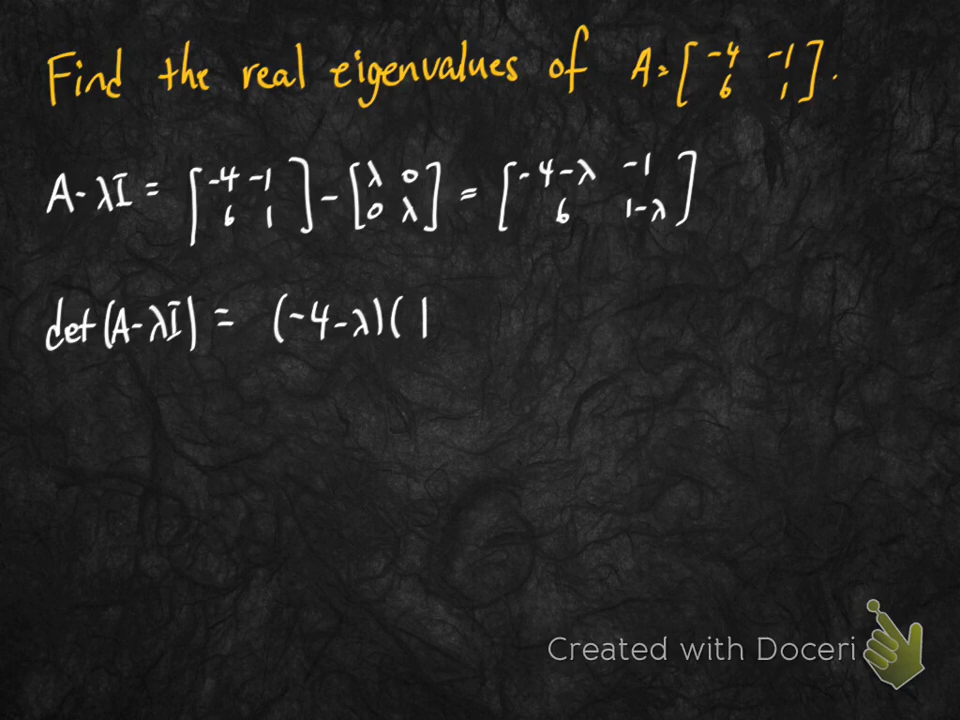 Find the real eigenvalues of A = [-4 -1
6 1].
A - λI = [-4 -1
6 1] - [λ 0
0 λ] = [-4-λ -1
6 1-λ]
det(A - λI) = (-4-λ)(1
Created with Doceri